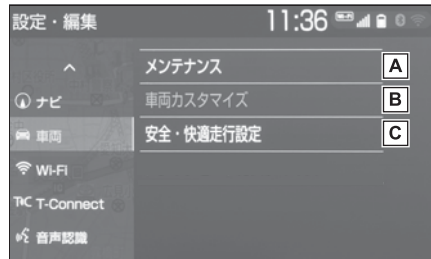 設定・編集
11:36
メンテナンス A
ナビ
車両カスタマイズ B
車両
安全・快適走行設定 C
Wi-Fi
T-Connect
音声認識